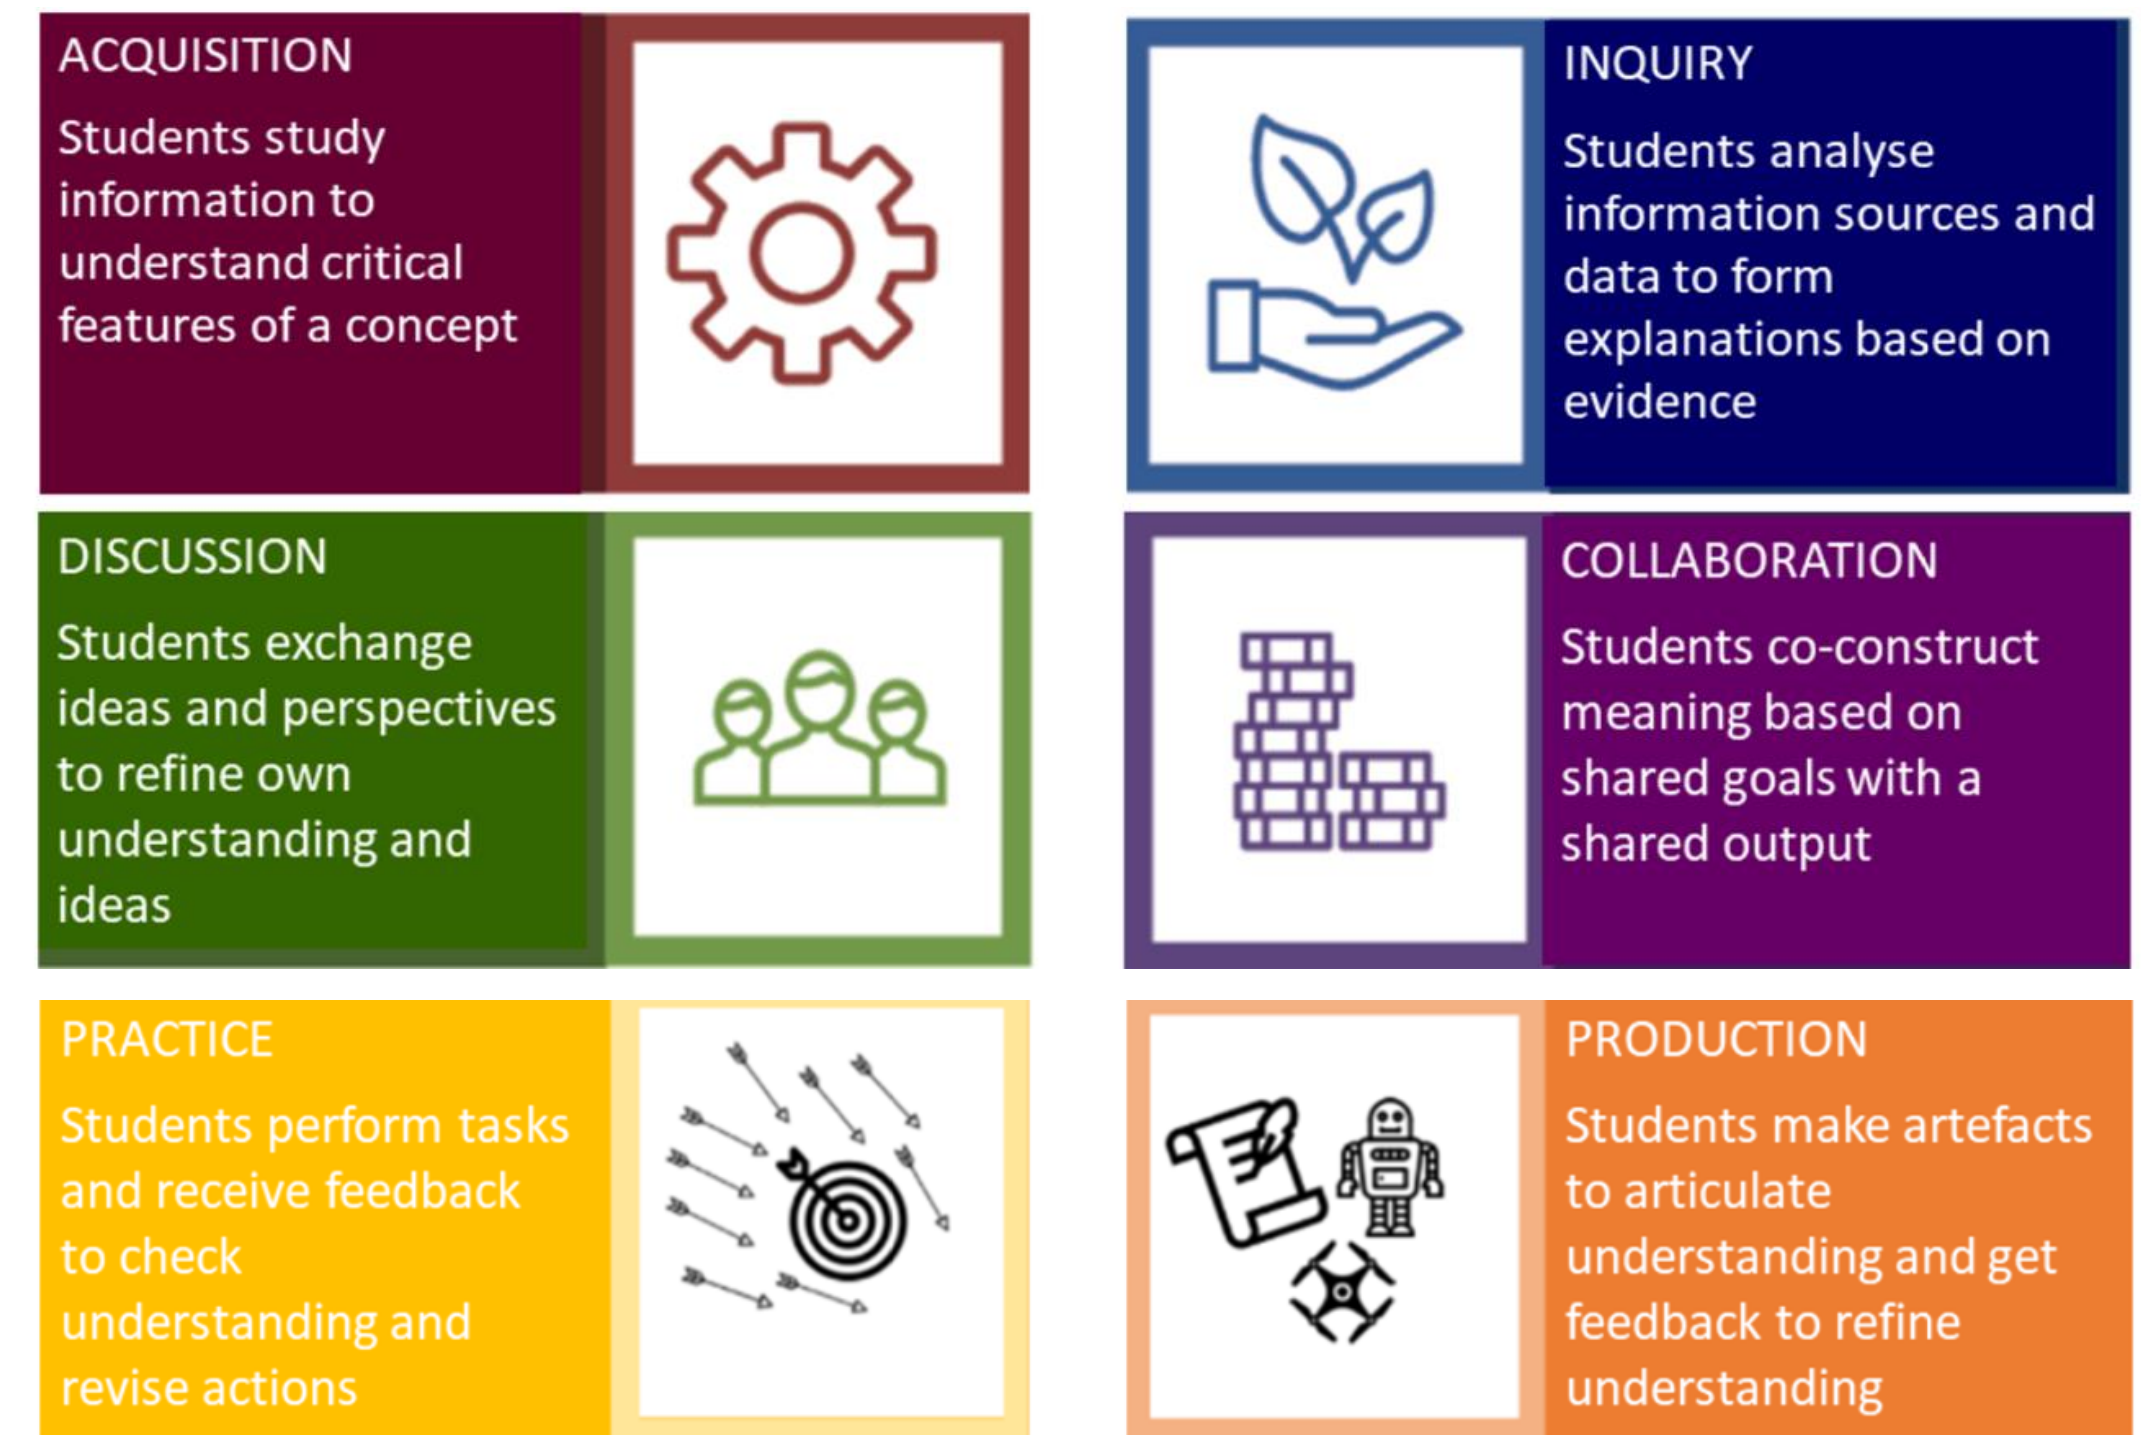 ACQUISITION
Students study
information to
understand critical
features of a concept
INQUIRY
Students analyse
information sources and
data to form
explanations based on
evidence
DISCUSSION
Students exchange
ideas and perspectives
to refine own
understanding and
ideas
COLLABORATION
Students co-construct
meaning based on
shared goals with a
shared output
PRACTICE
Students perform tasks
and receive feedback
to check
understanding and
revise actions
PRODUCTION
Students make artefacts
to articulate
understanding and get
feedback to refine
understanding